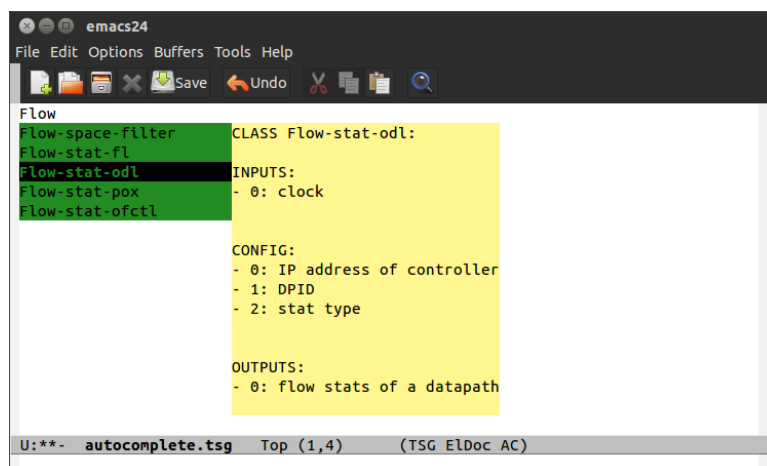 emacs24
File Edit Options Buffers Tools Help
Save Undo
Flow
Flow-space-filter CLASS Flow-stat-odl:
Flow-stat-fl
Flow-stat-odl INPUTS:
Flow-stat-pox - 0: clock
Flow-stat-ofctl
CONFIG:
- 0: IP address of controller
- 1: DPID
- 2: stat type
OUTPUTS:
- 0: flow stats of a datapath
U:**- autocomplete.tsg Top (1,4) (TSG ElDoc AC)